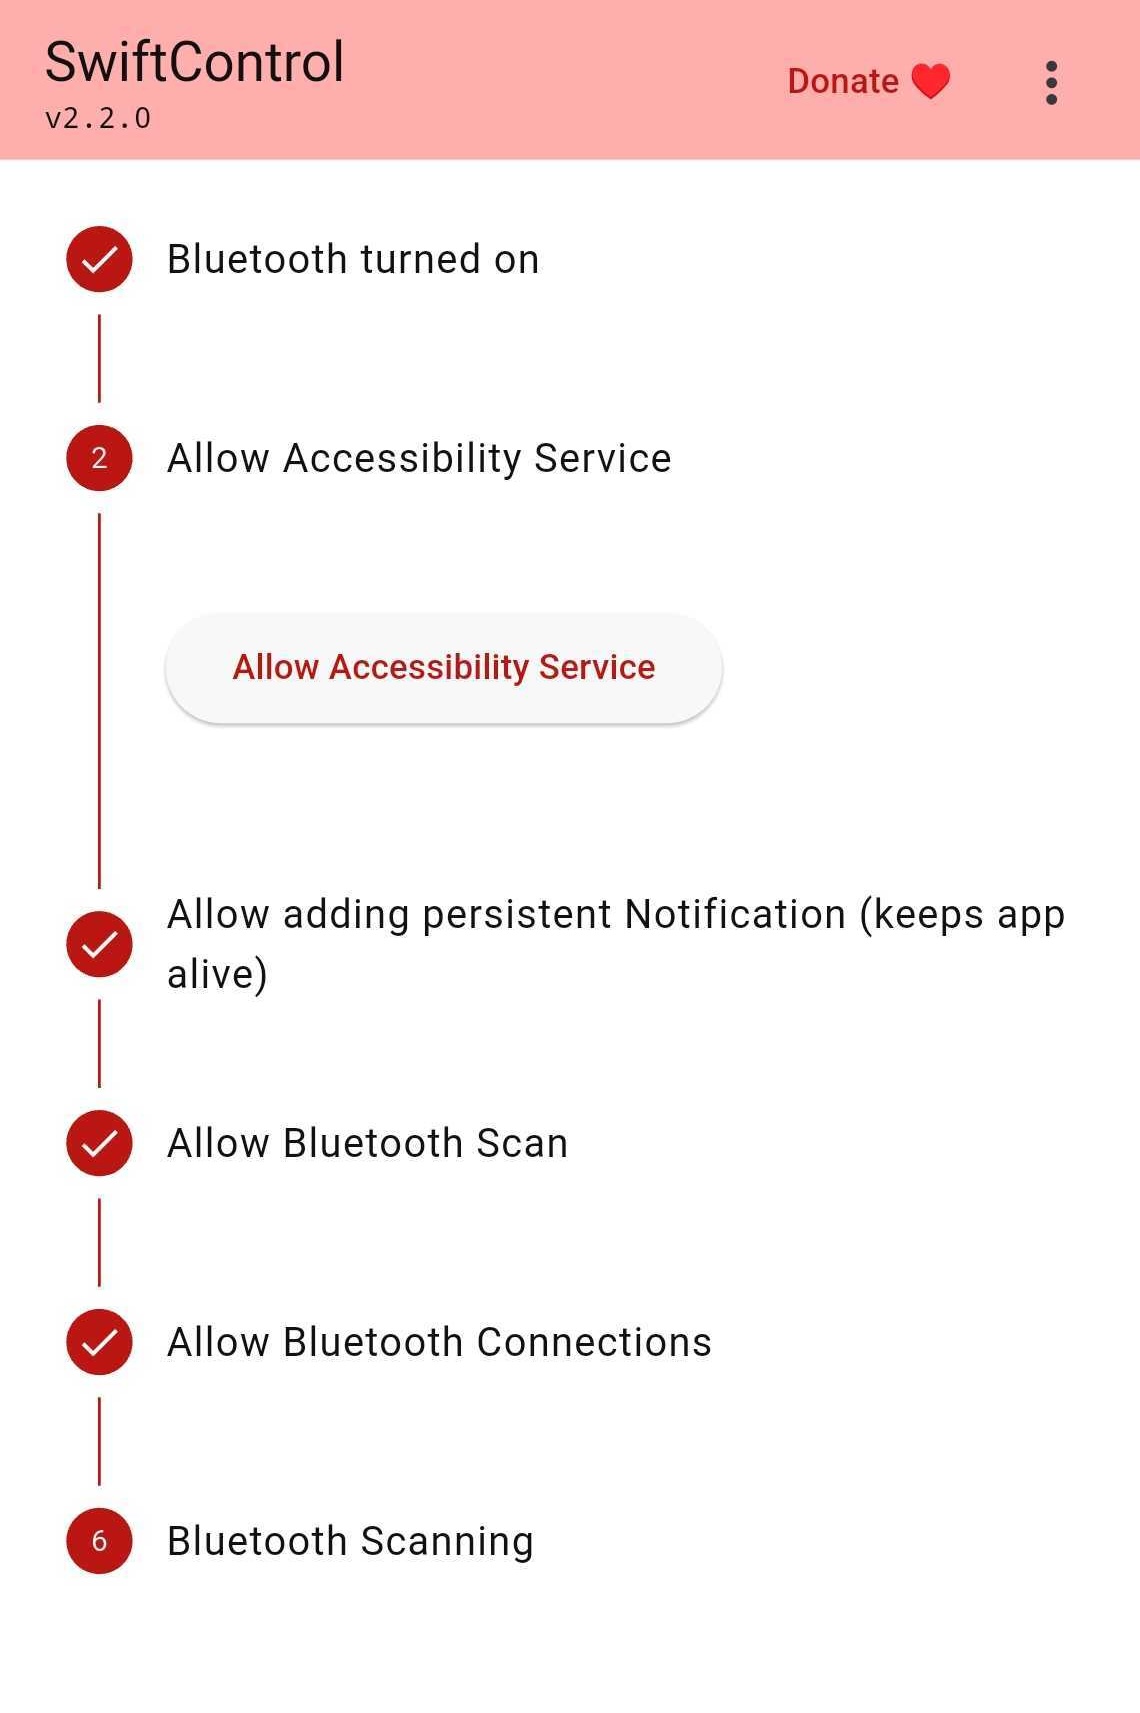 SwiftControl
v2.2.0
Donate ❤️
Bluetooth turned on
2
Allow Accessibility Service
Allow Accessibility Service
Allow adding persistent Notification (keeps app
alive)
Allow Bluetooth Scan
Allow Bluetooth Connections
6
Bluetooth Scanning